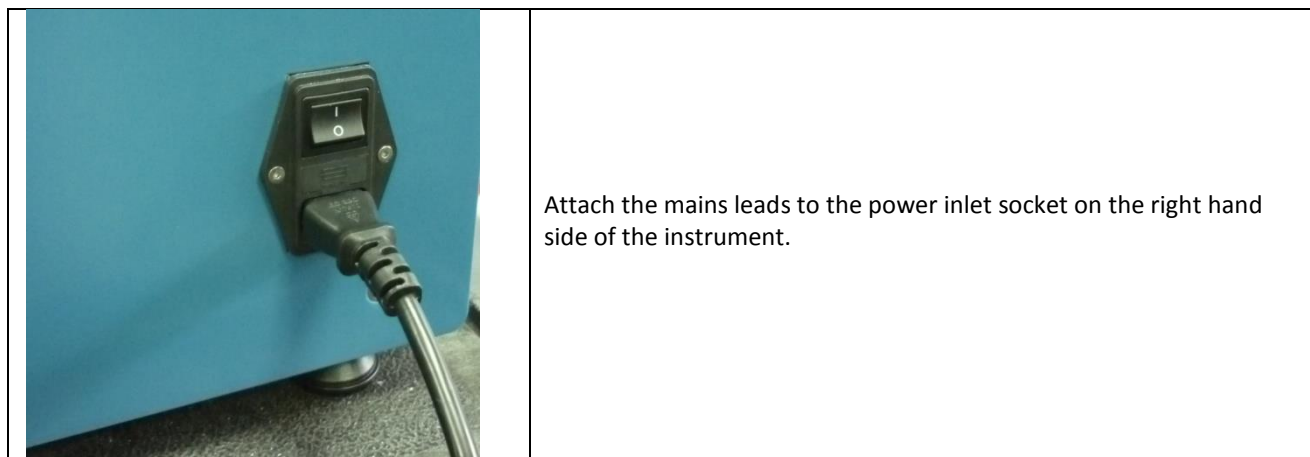 I
O
Attach the mains leads to the power inlet socket on the right hand
side of the instrument.